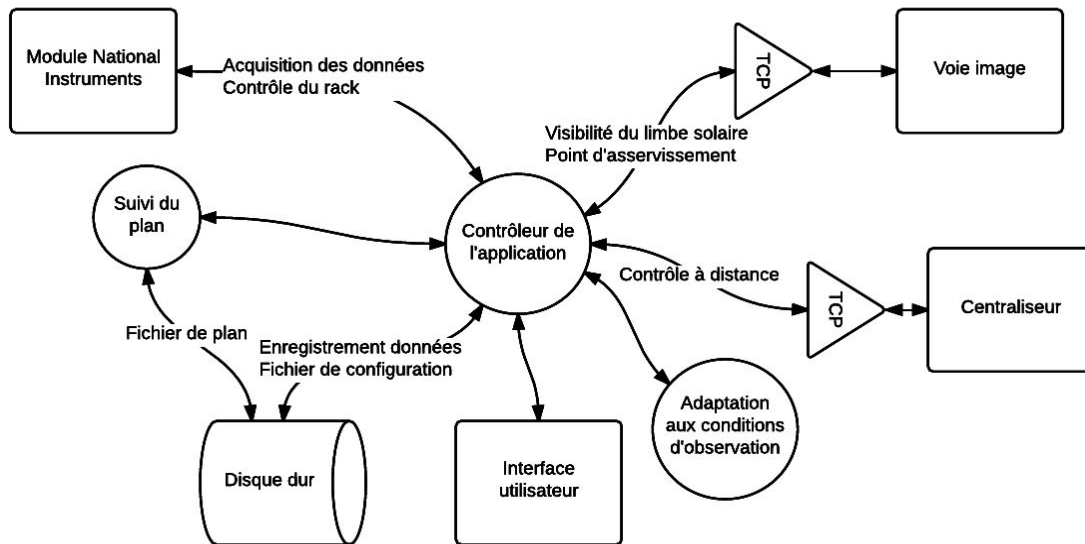 Module National
Instruments
Acquisition des données
Contrôle du rack
TCP
Voie image
Visibilité du limbe solaire
Point d'asservissement
Suivi du
plan
Contrôleur de
l'application
Contrôle à distance
TCP
Centraliseur
Fichier de plan
Enregistrement données
Fichier de configuration
Adaptation
aux conditions
d'observation
Disque dur
Interface
utilisateur